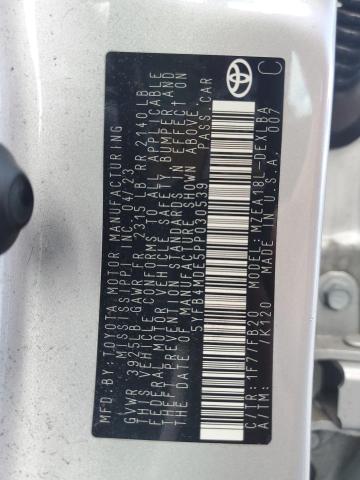 MFD. BY: TOYOTA MOTOR MANUFACTURING
MISSISSIPPI, INC 04/23
GVWR 3925LB GAWR FR 2315LB RR 2140LB
THIS VEHICLE CONFORMS TO ALL APPLICABLE
FEDERAL MOTOR VEHICLE SAFETY, BUMPER AND
THEFT PREVENTION STANDARDS IN EFFECT ON
THE DATE OF MANUFACTURE SHOWN ABOVE.
5YFB4MDE5PP030539 PASS.CAR
C/TR: 1F7/FB20 MODEL: MZEA18L-DEXLBA
A/TM: /K120 MADE IN U.S.A. 007
C
TOYOTA